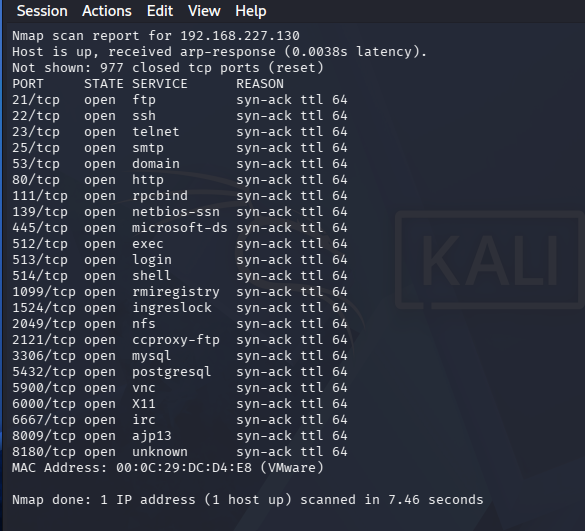 Session Actions Edit View Help
Nmap scan report for 192.168.227.130
Host is up, received arp-response (0.0038s latency).
Not shown: 977 closed tcp ports (reset)
PORT     STATE SERVICE      REASON
21/tcp   open  ftp          syn-ack ttl 64
22/tcp   open  ssh          syn-ack ttl 64
23/tcp   open  telnet       syn-ack ttl 64
25/tcp   open  smtp         syn-ack ttl 64
53/tcp   open  domain       syn-ack ttl 64
80/tcp   open  http         syn-ack ttl 64
111/tcp  open  rpcbind      syn-ack ttl 64
139/tcp  open  netbios-ssn  syn-ack ttl 64
445/tcp  open  microsoft-ds syn-ack ttl 64
512/tcp  open  exec         syn-ack ttl 64
513/tcp  open  login        syn-ack ttl 64
514/tcp  open  shell        syn-ack ttl 64
1099/tcp open  rmiregistry  syn-ack ttl 64
1524/tcp open  ingreslock   syn-ack ttl 64
2049/tcp open  nfs          syn-ack ttl 64
2121/tcp open  ccproxy-ftp  syn-ack ttl 64
3306/tcp open  mysql        syn-ack ttl 64
5432/tcp open  postgresql   syn-ack ttl 64
5900/tcp open  vnc          syn-ack ttl 64
6000/tcp open  X11          syn-ack ttl 64
6667/tcp open  irc          syn-ack ttl 64
8009/tcp open  ajp13        syn-ack ttl 64
8180/tcp open  unknown      syn-ack ttl 64
MAC Address: 00:0C:29:DC:D4:E8 (VMware)
Nmap done: 1 IP address (1 host up) scanned in 7.46 seconds
KALI